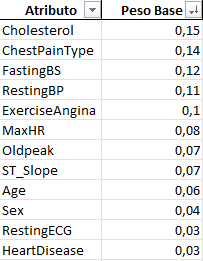 Atributo Peso Base
Cholesterol 0,15
ChestPainType 0,14
FastingBS 0,12
RestingBP 0,11
ExerciseAngina 0,1
MaxHR 0,08
Oldpeak 0,07
ST_Slope 0,07
Age 0,06
Sex 0,04
RestingECG 0,03
HeartDisease 0,03